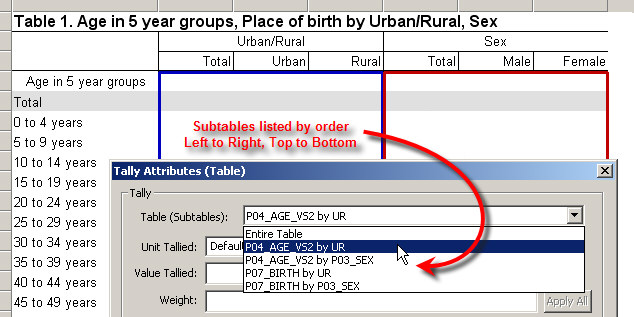 Table 1. Age in 5 year groups, Place of birth by Urban/Rural, Sex
Urban/Rural Sex
Total Urban Rural Total Male Female
Age in 5 year groups
Total
0 to 4 years
5 to 9 years
10 to 14 years
15 to 19 years
20 to 24 years
25 to 29 years
30 to 34 years
35 to 39 years
40 to 44 years
45 to 49 years
Subtables listed by order
Left to Right, Top to Bottom
Tally Attributes (Table)
Tally
Table (Subtables): P04_AGE_VS2 by UR
Entire Table
P04_AGE_VS2 by UR
P04_AGE_VS2 by P03_SEX
P07_BIRTH by UR
P07_BIRTH by P03_SEX
Unit Tallied: Default
Value Tallied:
Weight: Apply All